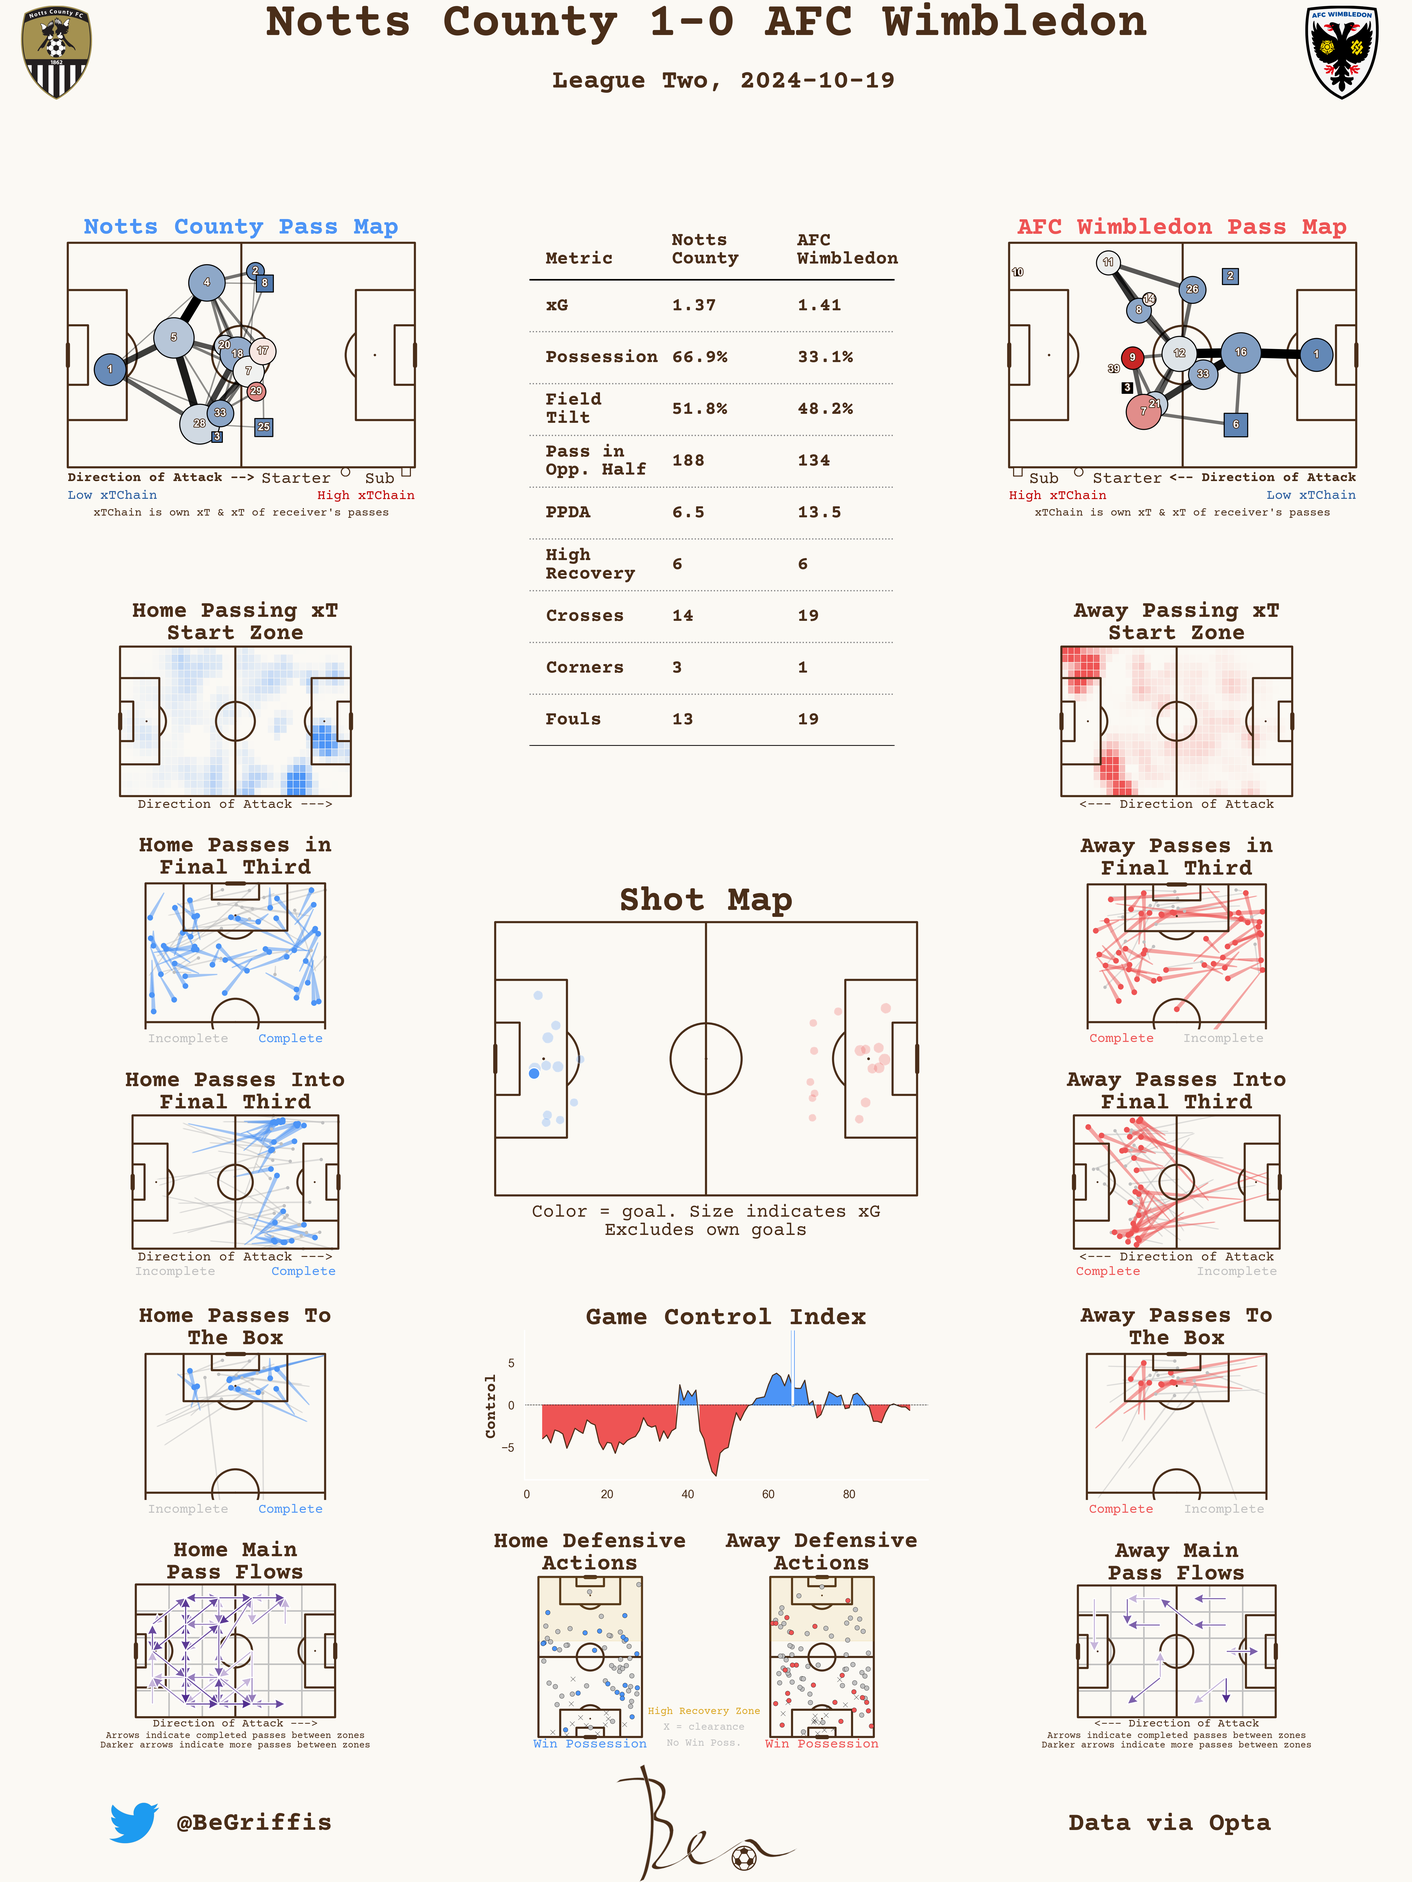 Notts County 1-0 AFC Wimbledon
League Two, 2024-10-19
Notts County FC
1862
AFC WIMBLEDON
Notts County Pass Map
1
5
4
28
33
3
20
18
7
17
29
2
8
25
Direction of Attack --> Starter Sub
Low xTChain High xTChain
xTChain is own xT & xT of receiver's passes
Metric Notts County AFC Wimbledon
xG 1.37 1.41
Possession 66.9% 33.1%
Field Tilt 51.8% 48.2%
Pass in Opp. Half 188 134
PPDA 6.5 13.5
High Recovery 6 6
Crosses 14 19
Corners 3 1
Fouls 13 19
AFC Wimbledon Pass Map
10
11
14
8
26
2
9
39
3
12
33
16
1
21
7
6
Sub Starter <-- Direction of Attack
High xTChain Low xTChain
xTChain is own xT & xT of receiver's passes
Home Passing xT
Start Zone
Direction of Attack --->
Away Passing xT
Start Zone
<--- Direction of Attack
Home Passes in
Final Third
Incomplete Complete
Away Passes in
Final Third
Complete Incomplete
Shot Map
Color = goal. Size indicates xG
Excludes own goals
Home Passes Into
Final Third
Direction of Attack --->
Incomplete Complete
Away Passes Into
Final Third
<--- Direction of Attack
Complete Incomplete
Home Passes To
The Box
Incomplete Complete
Game Control Index
Control
5
0
−5
0 20 40 60 80
Away Passes To
The Box
Complete Incomplete
Home Main
Pass Flows
Direction of Attack --->
Arrows indicate completed passes between zones
Darker arrows indicate more passes between zones
Home Defensive
Actions
Win Possession
Away Defensive
Actions
Win Possession
High Recovery Zone
X = clearance
No Win Poss.
Away Main
Pass Flows
<--- Direction of Attack
Arrows indicate completed passes between zones
Darker arrows indicate more passes between zones
@BeGriffis
Ben
Data via Opta